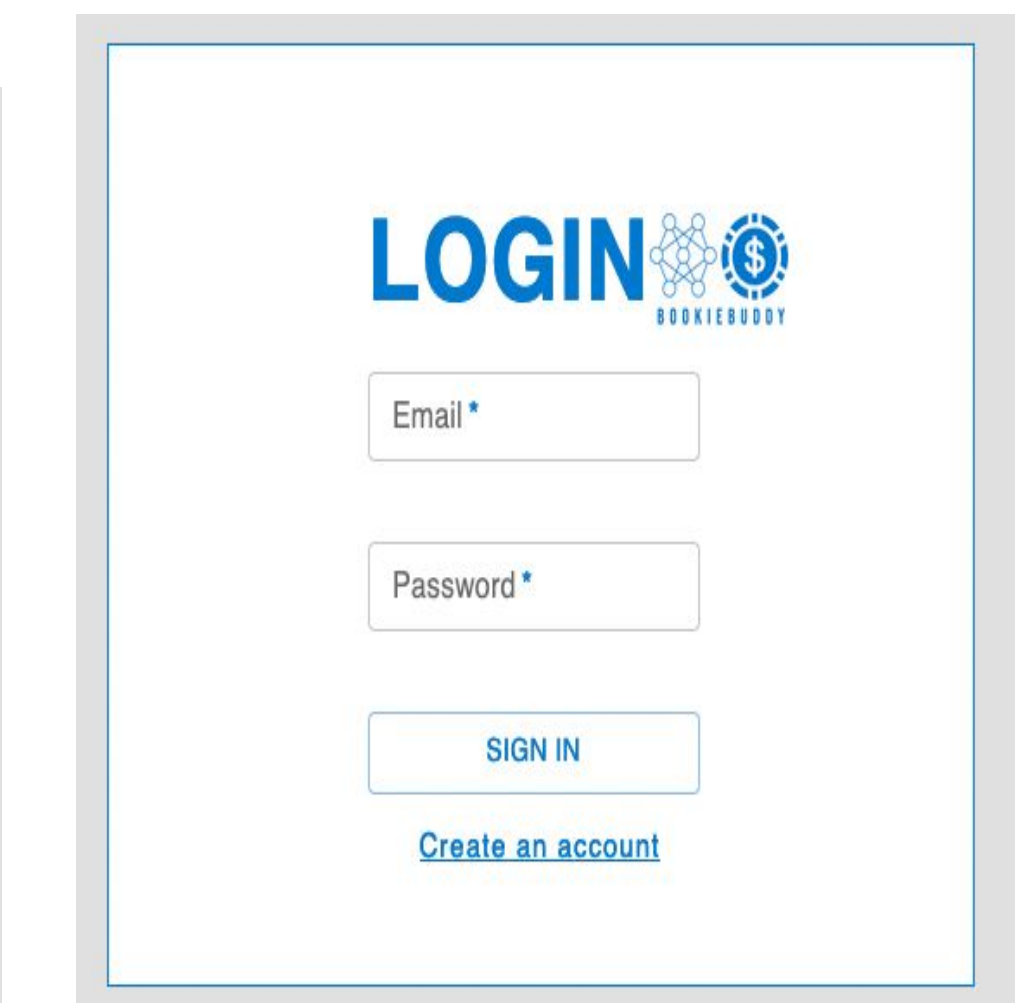 LOGIN
$
BOOKIEBUDDY
Email *
Password *
SIGN IN
Create an account